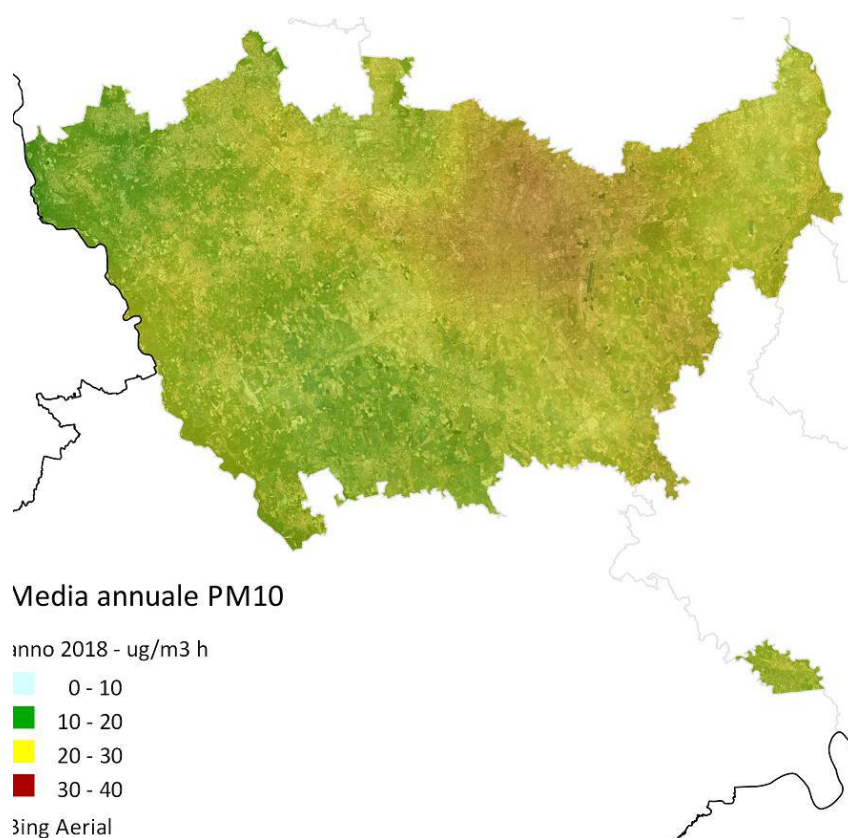 Media annuale PM10
anno 2018 - ug/m3 h
0 - 10
10 - 20
20 - 30
30 - 40
Bing Aerial